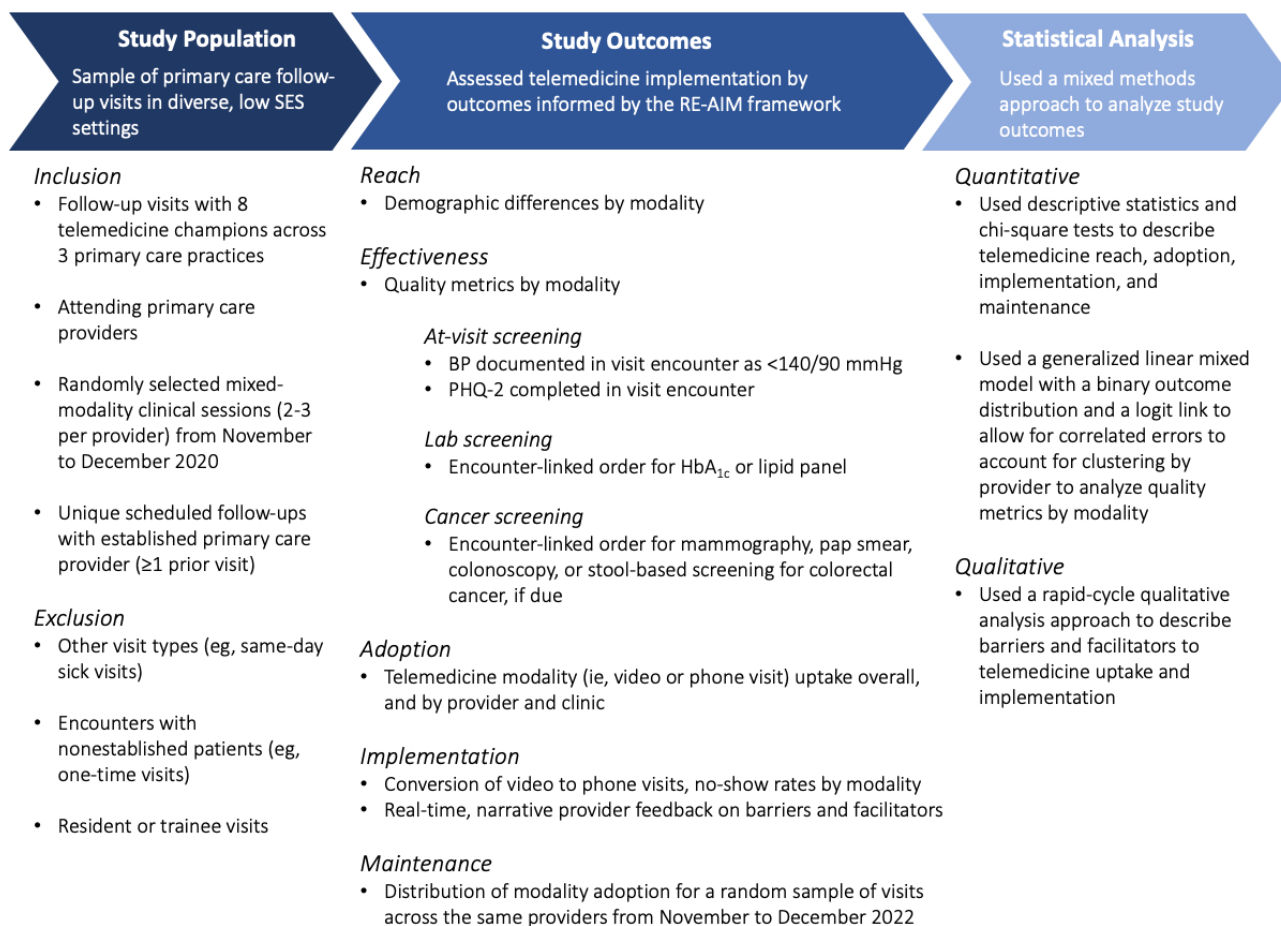 Study Population
Sample of primary care follow-
up visits in diverse, low SES
settings
Inclusion
• Follow-up visits with 8
telemedicine champions across
3 primary care practices
• Attending primary care
providers
• Randomly selected mixed-
modality clinical sessions (2-3
per provider) from November
to December 2020
• Unique scheduled follow-ups
with established primary care
provider (≥1 prior visit)
Exclusion
• Other visit types (eg, same-day
sick visits)
• Encounters with
nonestablished patients (eg,
one-time visits)
• Resident or trainee visits
Study Outcomes
Assessed telemedicine implementation by
outcomes informed by the RE-AIM framework
Reach
• Demographic differences by modality
Effectiveness
• Quality metrics by modality
At-visit screening
• BP documented in visit encounter as <140/90 mmHg
• PHQ-2 completed in visit encounter
Lab screening
• Encounter-linked order for HbA1c or lipid panel
Cancer screening
• Encounter-linked order for mammography, pap smear,
colonoscopy, or stool-based screening for colorectal
cancer, if due
Adoption
• Telemedicine modality (ie, video or phone visit) uptake overall,
and by provider and clinic
Implementation
• Conversion of video to phone visits, no-show rates by modality
• Real-time, narrative provider feedback on barriers and facilitators
Maintenance
• Distribution of modality adoption for a random sample of visits
across the same providers from November to December 2022
Statistical Analysis
Used a mixed methods
approach to analyze study
outcomes
Quantitative
• Used descriptive statistics and
chi-square tests to describe
telemedicine reach, adoption,
implementation, and
maintenance
• Used a generalized linear mixed
model with a binary outcome
distribution and a logit link to
allow for correlated errors to
account for clustering by
provider to analyze quality
metrics by modality
Qualitative
• Used a rapid-cycle qualitative
analysis approach to describe
barriers and facilitators to
telemedicine uptake and
implementation